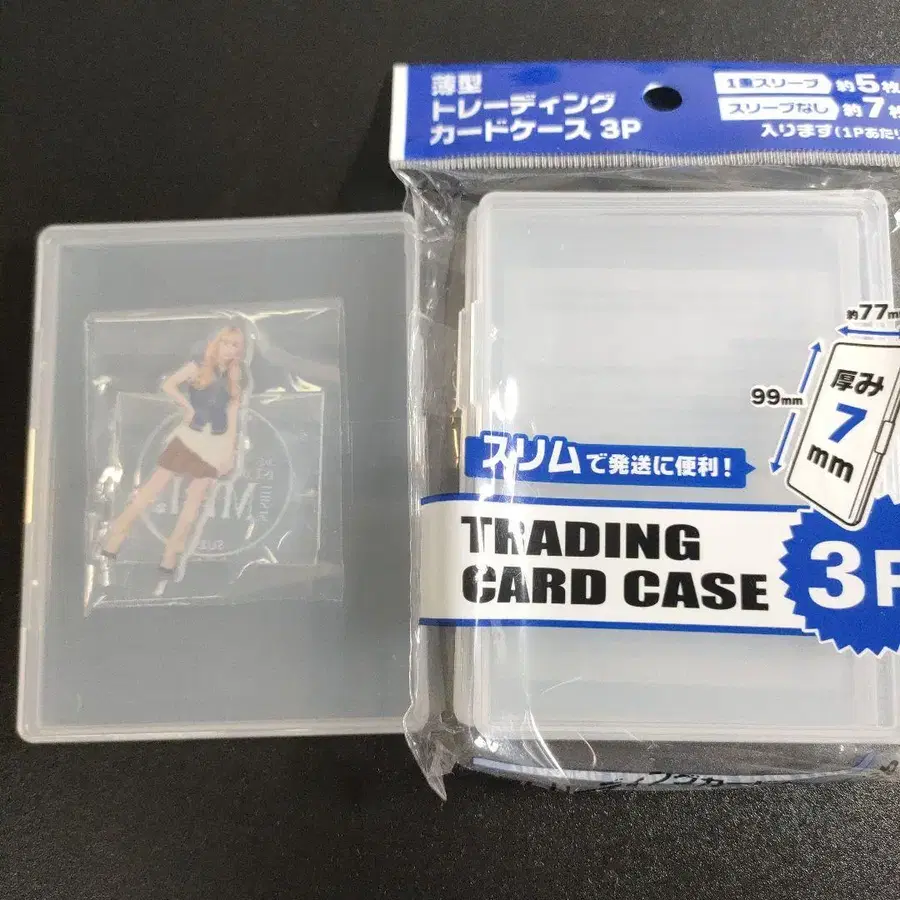 薄型
トレーディング
カードケース 3P
1重スリーブ 約5枚
スリーブなし 約7枚
入ります(1Pあたり
約77mm
99mm
厚み
7
mm
スリムで発送に便利!
TRADING
CARD CASE
3P